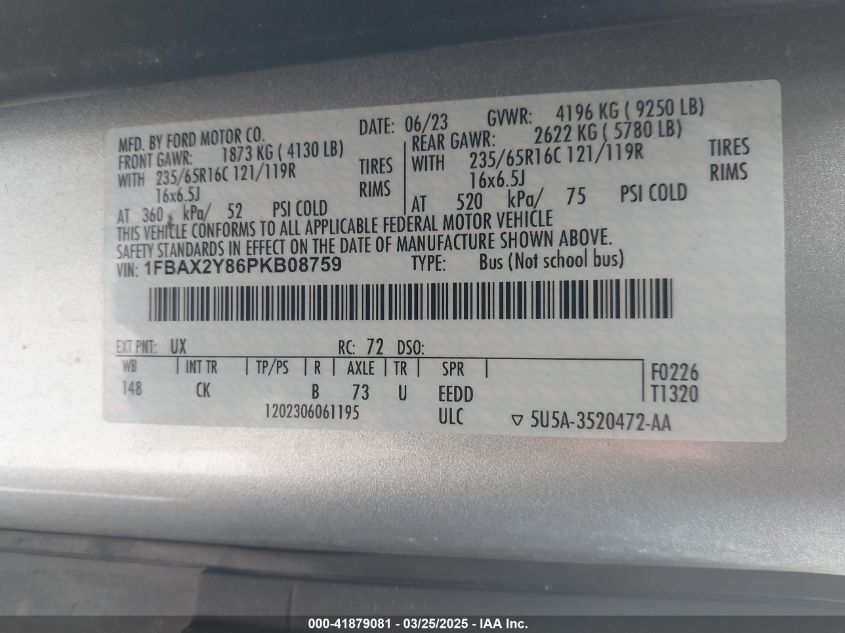 MFD. BY FORD MOTOR CO. DATE: 06/23 GVWR: 4196 KG ( 9250 LB)
FRONT GAWR: 1873 KG ( 4130 LB) REAR GAWR: 2622 KG ( 5780 LB)
WITH 235/65R16C 121/119R TIRES WITH 235/65R16C 121/119R TIRES
16x6.5J RIMS 16x6.5J RIMS
AT 360 kPa/ 52 PSI COLD AT 520 kPa/ 75 PSI COLD
THIS VEHICLE CONFORMS TO ALL APPLICABLE FEDERAL MOTOR VEHICLE
SAFETY STANDARDS IN EFFECT ON THE DATE OF MANUFACTURE SHOWN ABOVE.
VIN: 1FBAX2Y86PKB08759 TYPE: Bus (Not school bus)
EXT PNT: UX RC: 72 DSO:
WB INT TR TP/PS R AXLE TR SPR F0226
148 CK B 73 U EEDD T1320
1202306061195 ULC ▽ 5U5A-3520472-AA
000-41879081 - 03/25/2025 - IAA Inc.